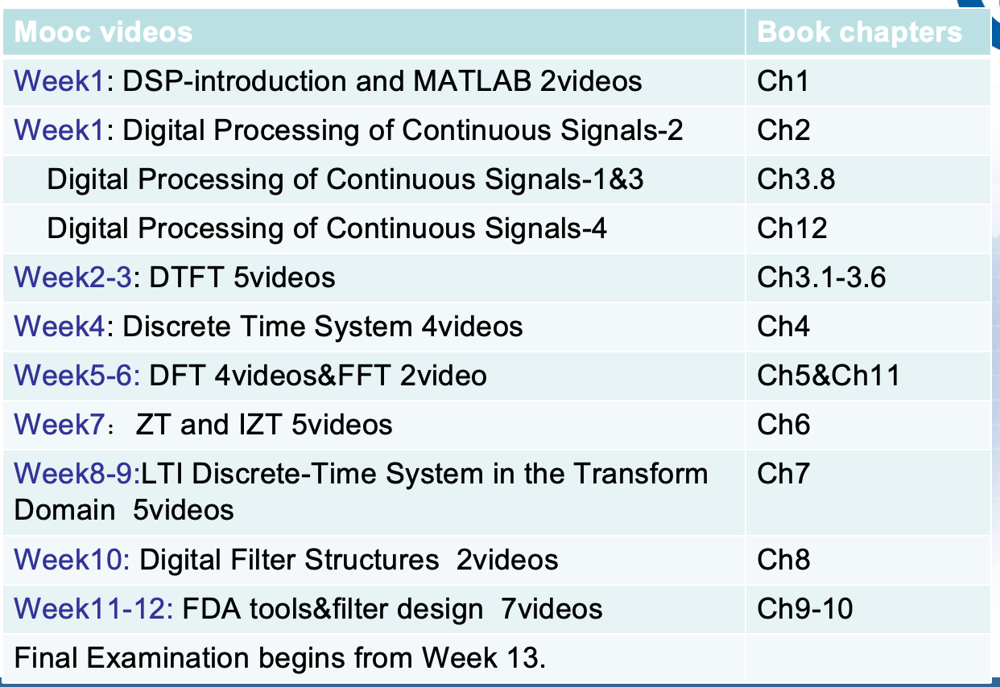 Mooc videos Book chapters
Week1: DSP-introduction and MATLAB 2videos Ch1
Week1: Digital Processing of Continuous Signals-2 Ch2
Digital Processing of Continuous Signals-1&3 Ch3.8
Digital Processing of Continuous Signals-4 Ch12
Week2-3: DTFT 5videos Ch3.1-3.6
Week4: Discrete Time System 4videos Ch4
Week5-6: DFT 4videos&FFT 2video Ch5&Ch11
Week7： ZT and IZT 5videos Ch6
Week8-9:LTI Discrete-Time System in the Transform Ch7
Domain 5videos
Week10: Digital Filter Structures 2videos Ch8
Week11-12: FDA tools&filter design 7videos Ch9-10
Final Examination begins from Week 13.